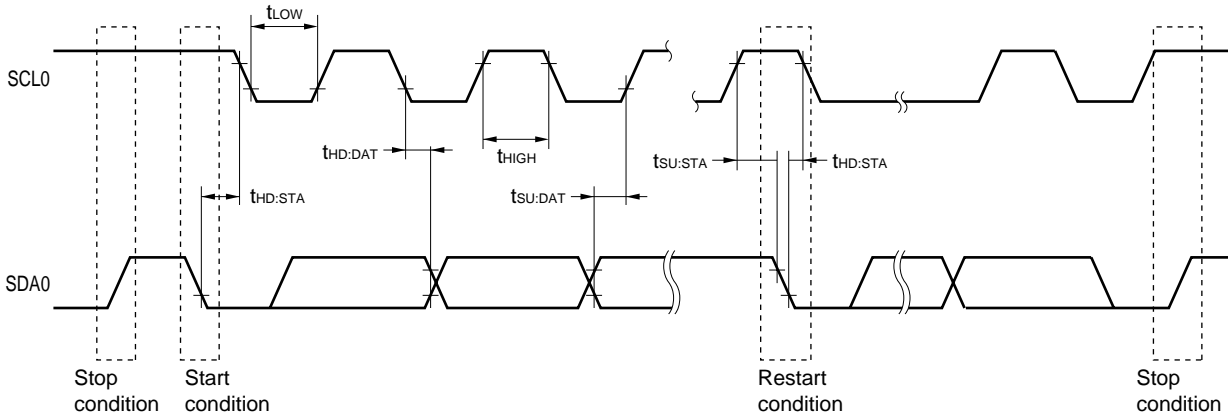 tLOW
SCL0
tHD:DAT
tHIGH
tSU:STA
tHD:STA
tHD:STA
tSU:DAT
SDA0
Stop
condition
Start
condition
Restart
condition
Stop
condition